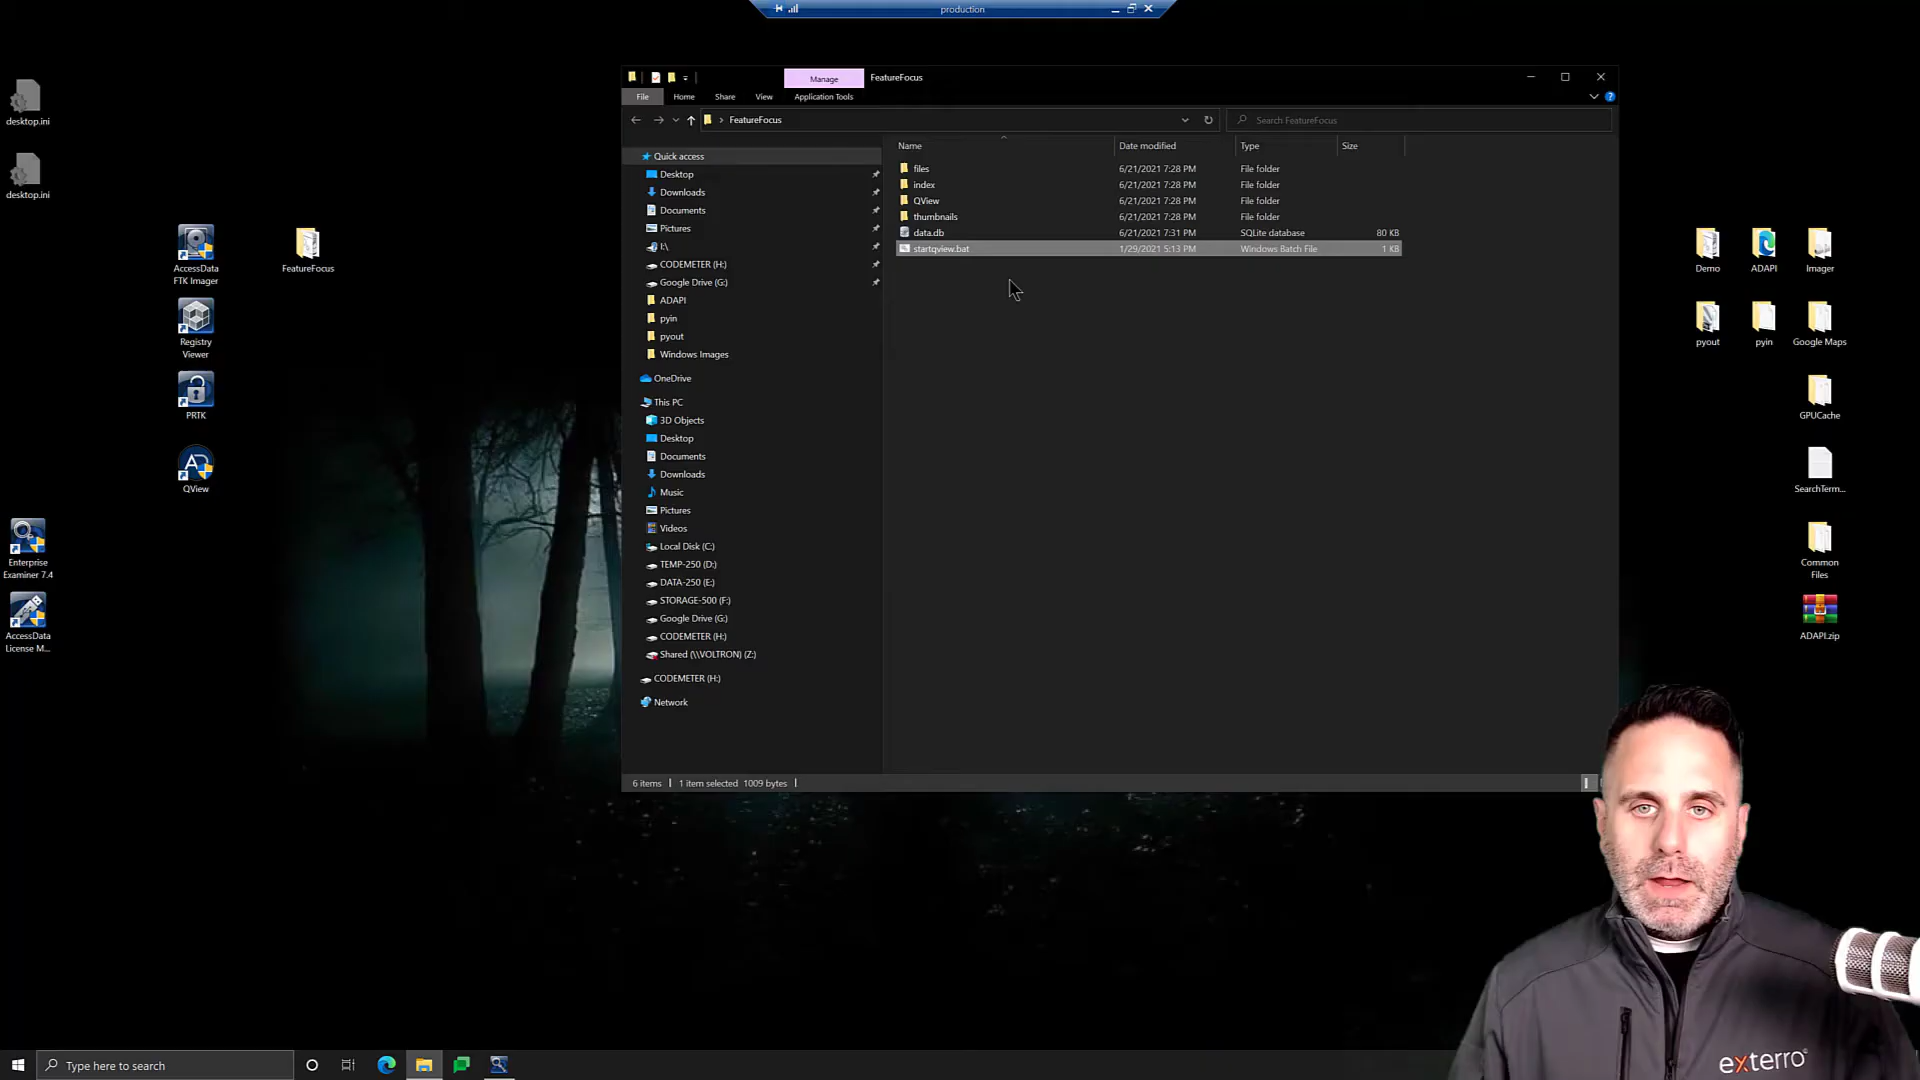 production
desktop.ini
desktop.ini
AccessData
FTK Imager
FeatureFocus
Registry
Viewer
PRTK
QView
Enterprise
Examiner 7.4
AccessData
License M...
Manage
FeatureFocus
File
Home
Share
View
Application Tools
FeatureFocus
Search FeatureFocus
Quick access
Desktop
Downloads
Documents
Pictures
I:\
CODEMETER (H:)
Google Drive (G:)
ADAPI
pyin
pyout
Windows Images
OneDrive
This PC
3D Objects
Desktop
Documents
Downloads
Music
Pictures
Videos
Local Disk (C:)
TEMP-250 (D:)
DATA-250 (E:)
STORAGE-500 (F:)
Google Drive (G:)
CODEMETER (H:)
Shared (\\VOLTRON) (Z:)
CODEMETER (H:)
Network
Name Date modified Type Size
files 6/21/2021 7:28 PM File folder
index 6/21/2021 7:28 PM File folder
QView 6/21/2021 7:28 PM File folder
thumbnails 6/21/2021 7:28 PM File folder
data.db 6/21/2021 7:31 PM SQLite database 80 KB
startqview.bat 1/29/2021 5:13 PM Windows Batch File 1 KB
6 items 1 item selected 1009 bytes
Demo
ADAPI
Imager
pyout
pyin
Google Maps
GPUCache
SearchTerm...
Common
Files
ADAPI.zip
exterro
Type here to search